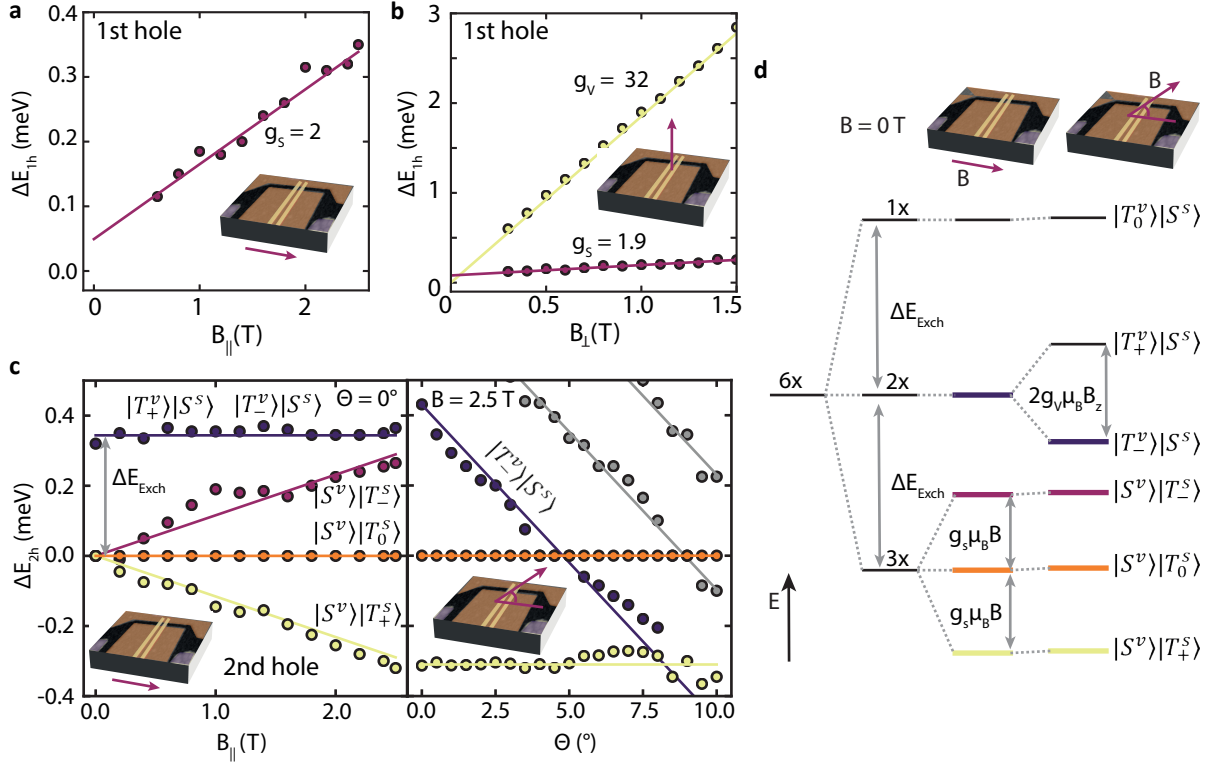 a
1st hole
ΔE1h (meV)
0.4
0.3
0.2
0.1
0.0
gS = 2
0
1
2
B||(T)
b
1st hole
ΔE1h (meV)
3
2
1
0
gV = 32
gS = 1.9
0.5
1.0
1.5
B⊥(T)
c
ΔE2h (meV)
0.4
0.2
0.0
-0.2
-0.4
|T₊ᵛ⟩|Sˢ⟩ |T₋ᵛ⟩|Sˢ⟩ Θ = 0°
ΔEExch
|Sᵛ⟩|T₋ˢ⟩
|Sᵛ⟩|T₀ˢ⟩
|Sᵛ⟩|T₊ˢ⟩
2nd hole
0.0
1.0
2.0
B||(T)
B = 2.5 T
|T₋ᵛ⟩|Sˢ⟩
0.0
2.5
5.0
7.5
10.0
Θ (°)
d
B = 0 T
B
B
1x
|T₀ᵛ⟩|Sˢ⟩
ΔEExch
|T₊ᵛ⟩|Sˢ⟩
6x
2x
2gVμBBz
|T₋ᵛ⟩|Sˢ⟩
ΔEExch
|Sᵛ⟩|T₋ˢ⟩
gsμBB
3x
|Sᵛ⟩|T₀ˢ⟩
E
gsμBB
|Sᵛ⟩|T₊ˢ⟩